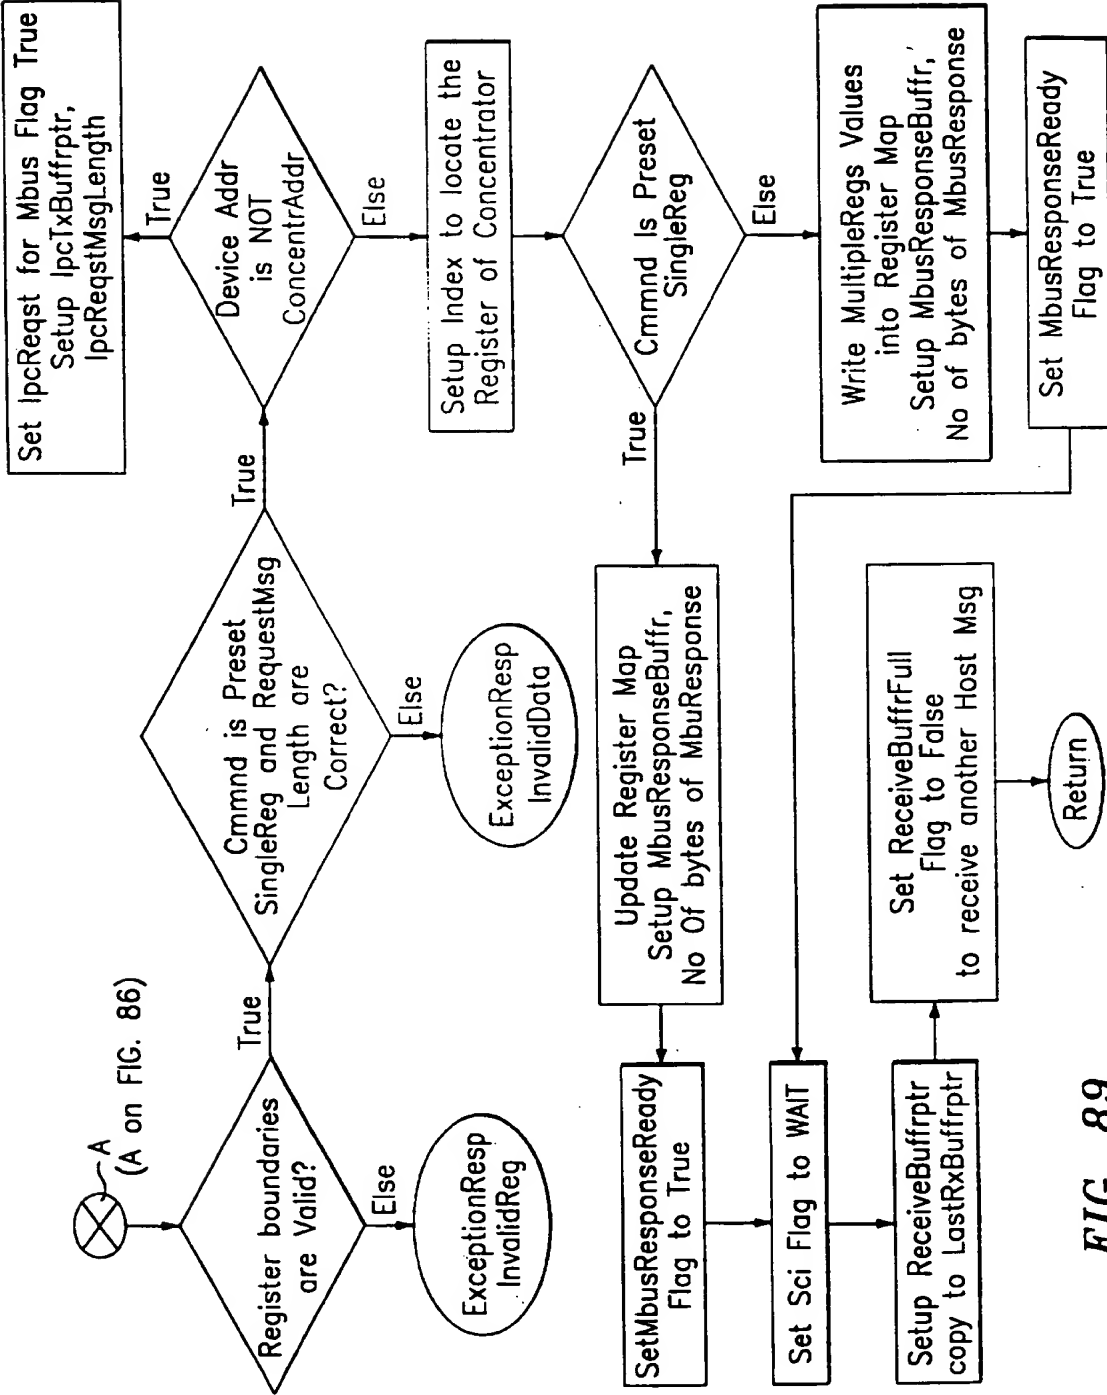 A
(A on FIG. 86)
Register boundaries
are Valid?
True
Else
ExceptionResp
InvalidReg
Cmmnd is Preset
SingleReg and RequestMsg
Length are
Correct?
True
Else
ExceptionResp
InvalidData
Device Addr
is NOT
ConcentrAddr
True
Set IpcReqst for Mbus Flag True
Setup IpcTxBuffrptr,
IpcReqstMsgLength
Else
Setup Index to locate the
Register of Concentrator
Cmmnd Is Preset
SingleReg
True
Else
Update Register Map
Setup MbusResponseBuffr,
No Of bytes of MbuResponse
SetMbusResponseReady
Flag to True
Write MultipleRegs Values
into Register Map
Setup MbusResponseBuffr,
No of bytes of MbusResponse
Set MbusResponseReady
Flag to True
Set Sci Flag to WAIT
Setup ReceiveBuffrptr
copy to LastRxBuffrptr
Set ReceiveBuffrFull
Flag to False
to receive another Host Msg
Return
FIG. 89